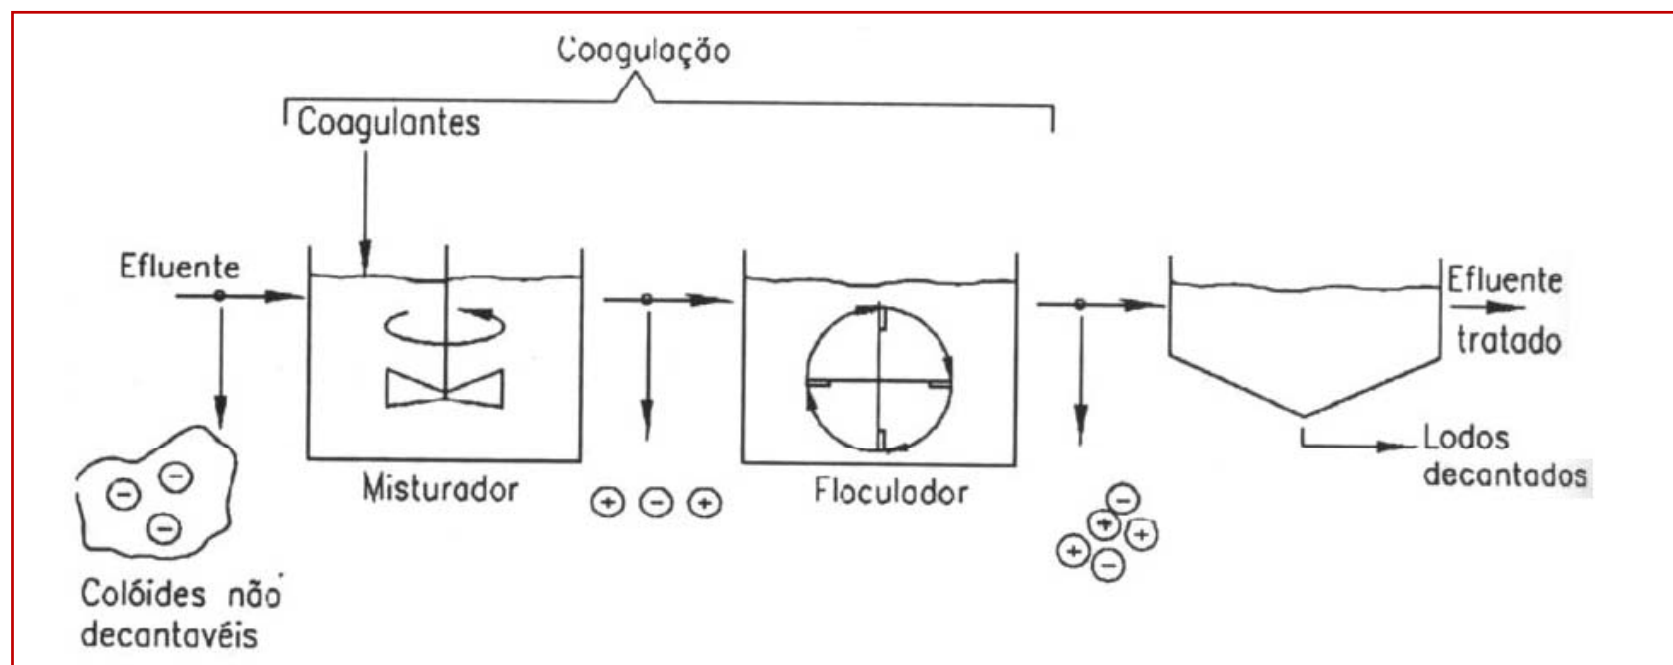 Coagulação
Coagulantes
Efluente
Misturador
Floculador
Efluente
tratado
Lodos
decantados
Colóides não
decantavéis
- - -
+ - +
- + + + -